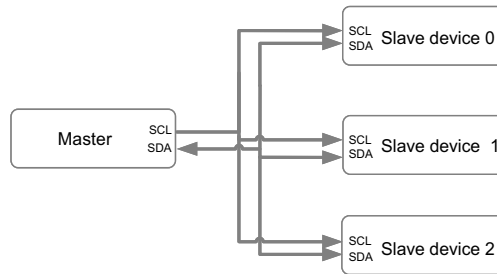 SCL
SDA
Slave device 0
Master
SCL
SDA
SCL
SDA
Slave device 1
SCL
SDA
Slave device 2